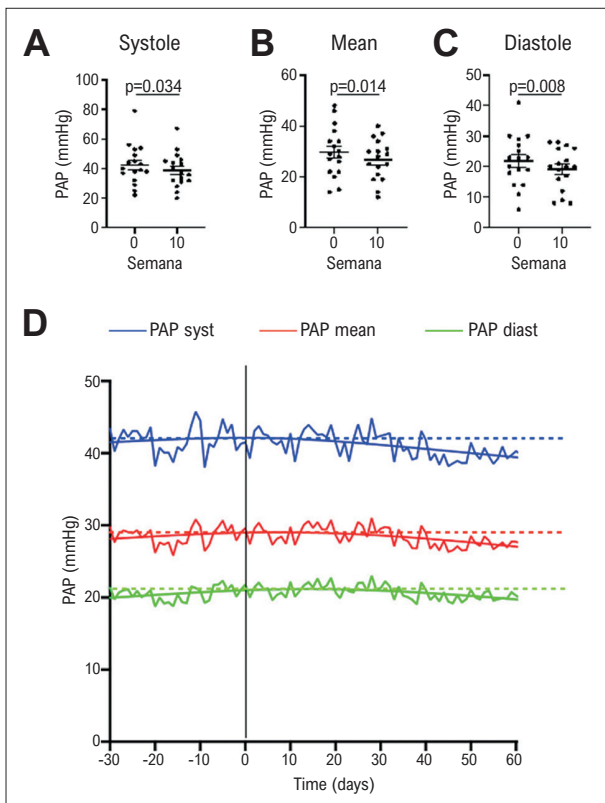 A Systole
p=0.034
PAP (mmHg)
100
80
60
40
20
0
0 10
Semana
B Mean
p=0.014
PAP (mmHg)
60
40
20
0
0 10
Semana
C Diastole
p=0.008
PAP (mmHg)
50
40
30
20
10
0
0 10
Semana
D
PAP syst PAP mean PAP diast
PAP (mmHg)
50
40
30
20
10
0
-30 -20 -10 0 10 20 30 40 50 60
Time (days)